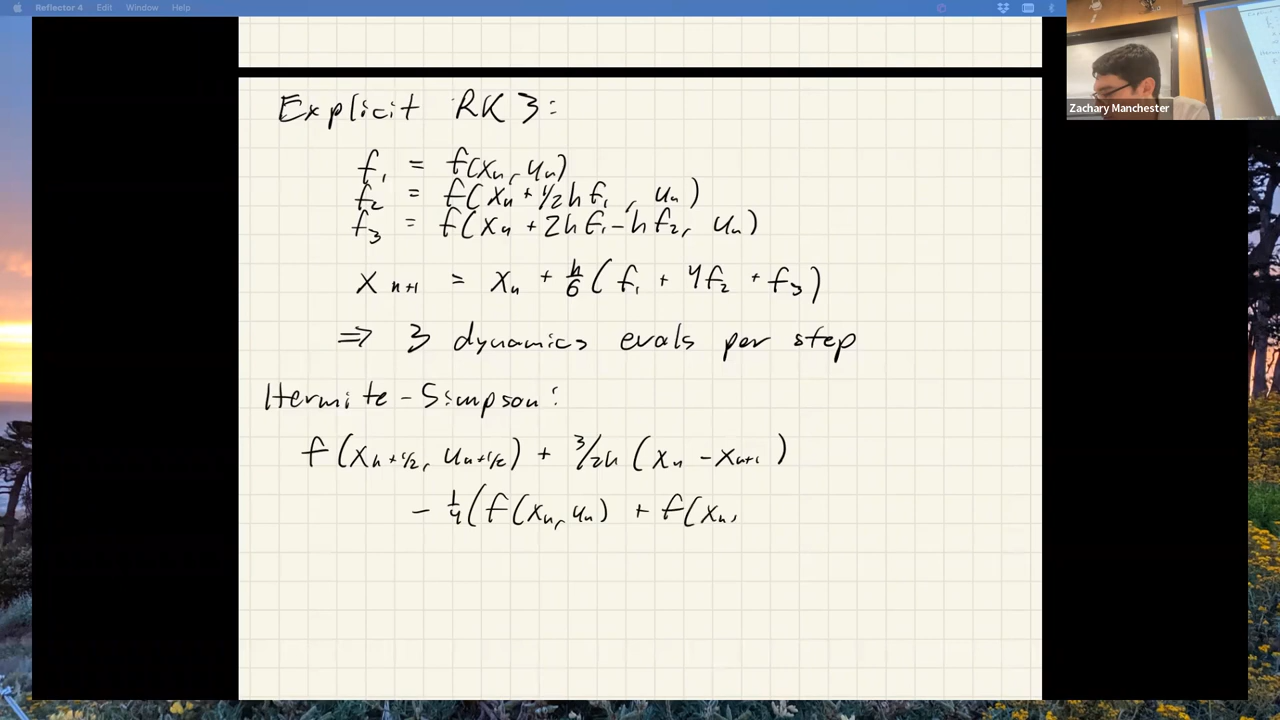 Reflector 4 Edit Window Help
Zachary Manchester
Explicit RK3:
f₁ = f(xₙ, uₙ)
f₂ = f(xₙ + 1/2 h f₁, uₙ)
f₃ = f(xₙ + 2hf₁ - hf₂, uₙ)
xₙ₊₁ = xₙ + h/6 (f₁ + 4f₂ + f₃)
⇒ 3 dynamics evals per step
Hermite-Simpson:
f(xₙ₊₁/₂, uₙ₊₁/₂) + 3/2h (xₙ - xₙ₊₁)
- 1/4 (f(xₙ, uₙ) + f(xₙ,